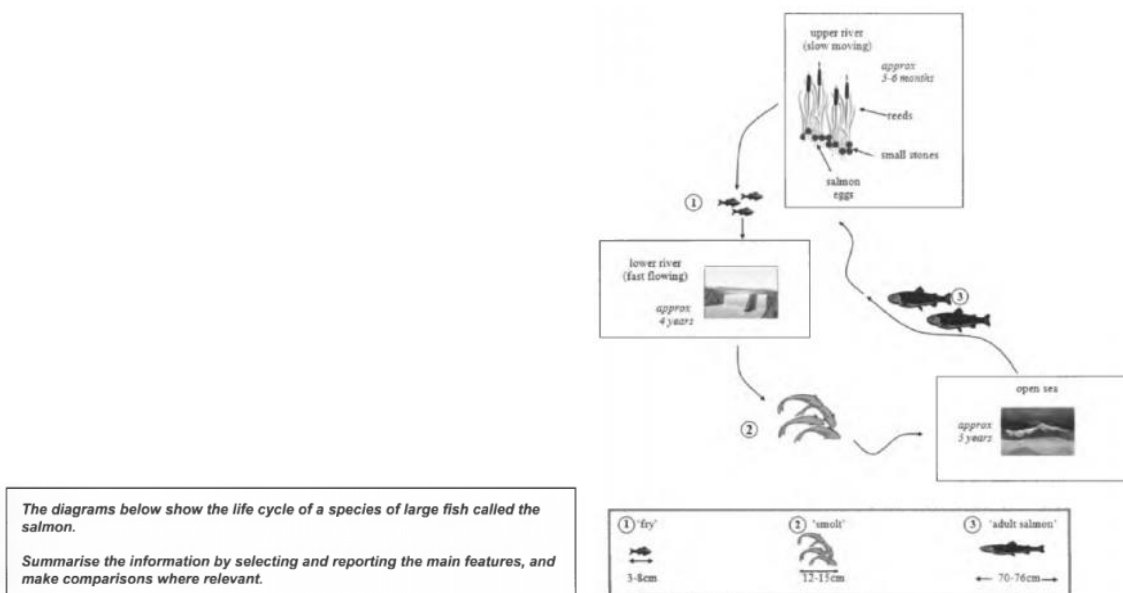 The diagrams below show the life cycle of a species of large fish called the
salmon.
Summarise the information by selecting and reporting the main features, and
make comparisons where relevant.
upper river
(slow moving)
approx
5-6 months
reeds
small stones
salmon
eggs
1
lower river
(fast flowing)
approx
4 years
3
open sea
approx
5 years
2
1 'fry'
2 'smolt'
3 'adult salmon'
3-8cm
12-15cm
70-76cm